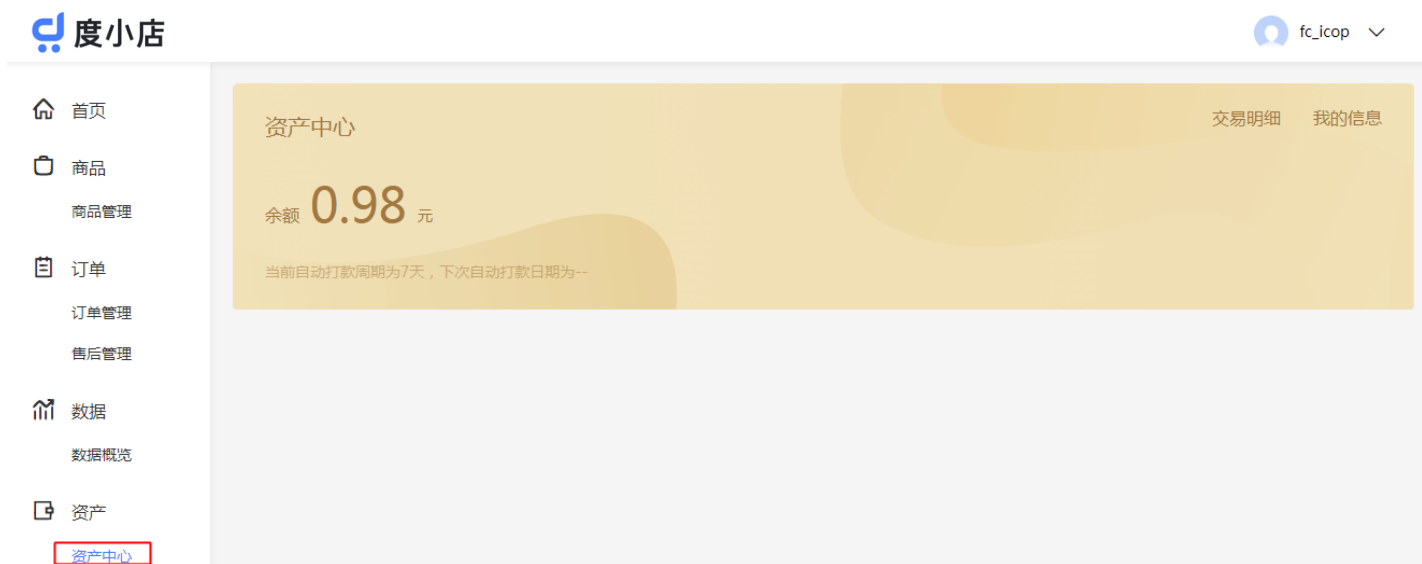 度小店
fc_icop
首页
商品
商品管理
订单
订单管理
售后管理
数据
数据概览
资产
资产中心
资产中心
交易明细 我的信息
余额 0.98 元
当前自动打款周期为7天，下次自动打款日期为--